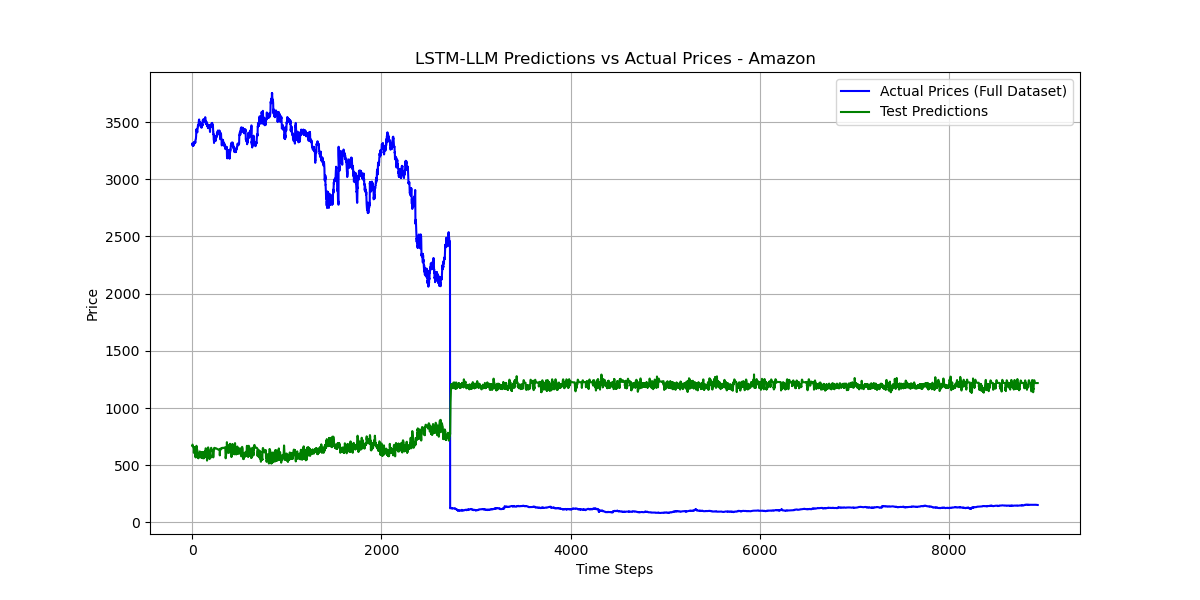 LSTM-LLM Predictions vs Actual Prices - Amazon
Actual Prices (Full Dataset)
Test Predictions
Price
3500
3000
2500
2000
1500
1000
500
0
0 2000 4000 6000 8000
Time Steps